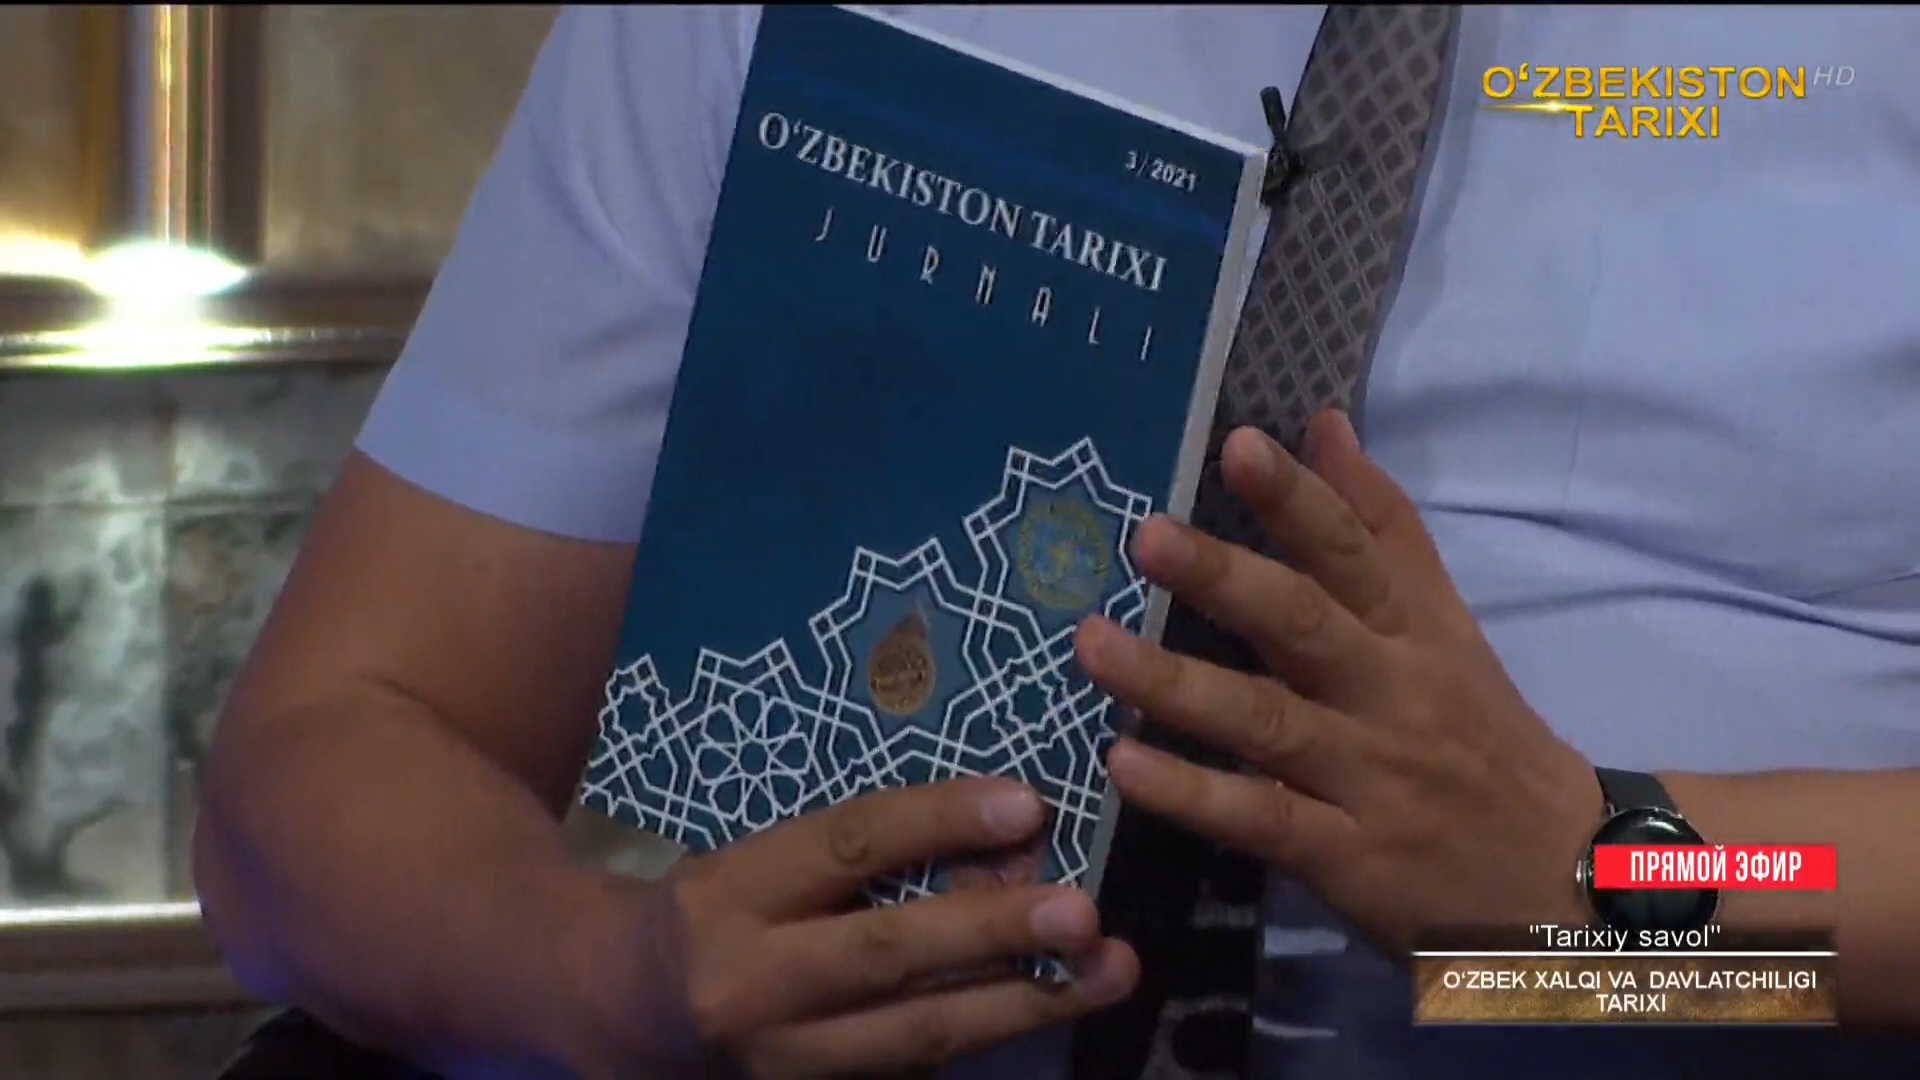 3/2021
O‘ZBEKISTON TARIXI
JURNALI
O‘ZBEKISTON HD
TARIXI
ПРЯМОЙ ЭФИР
"Tarixiy savol"
O‘ZBEK XALQI VA DAVLATCHILIGI
TARIXI